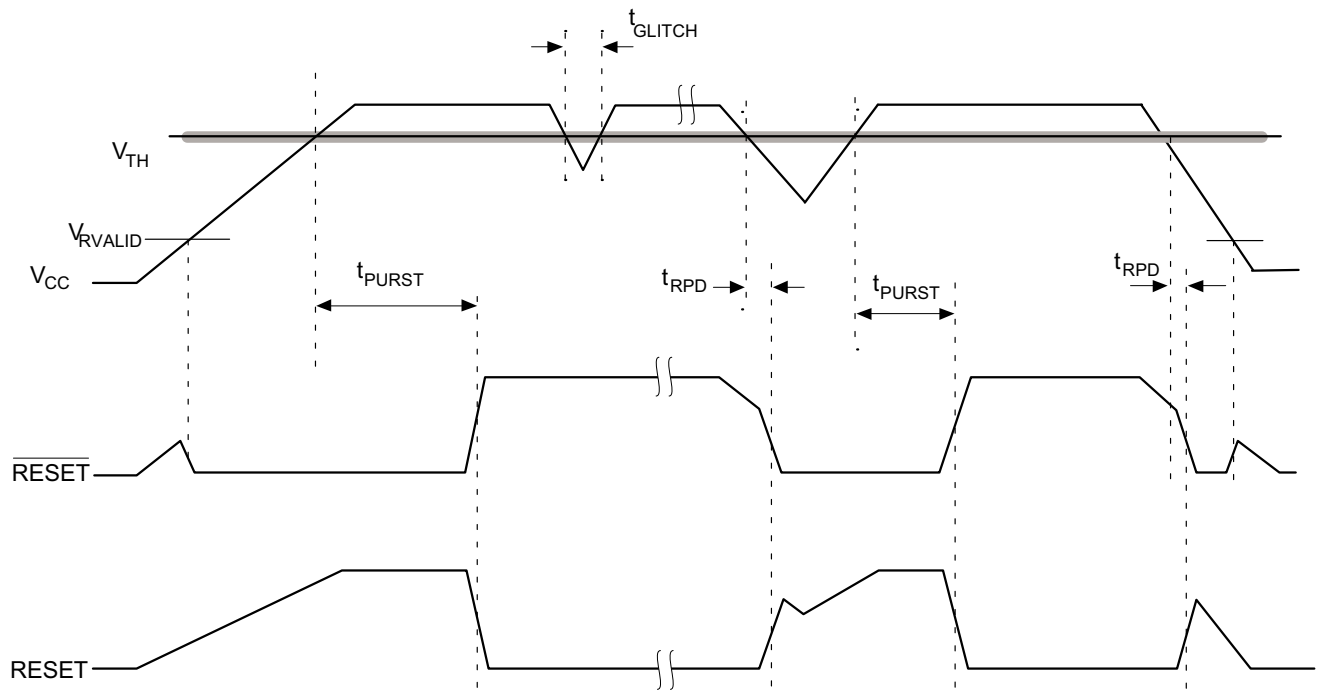 tGLITCH
VTH
VRVALID
VCC
tPURST
tRPD
tPURST
tRPD
RESET
RESET